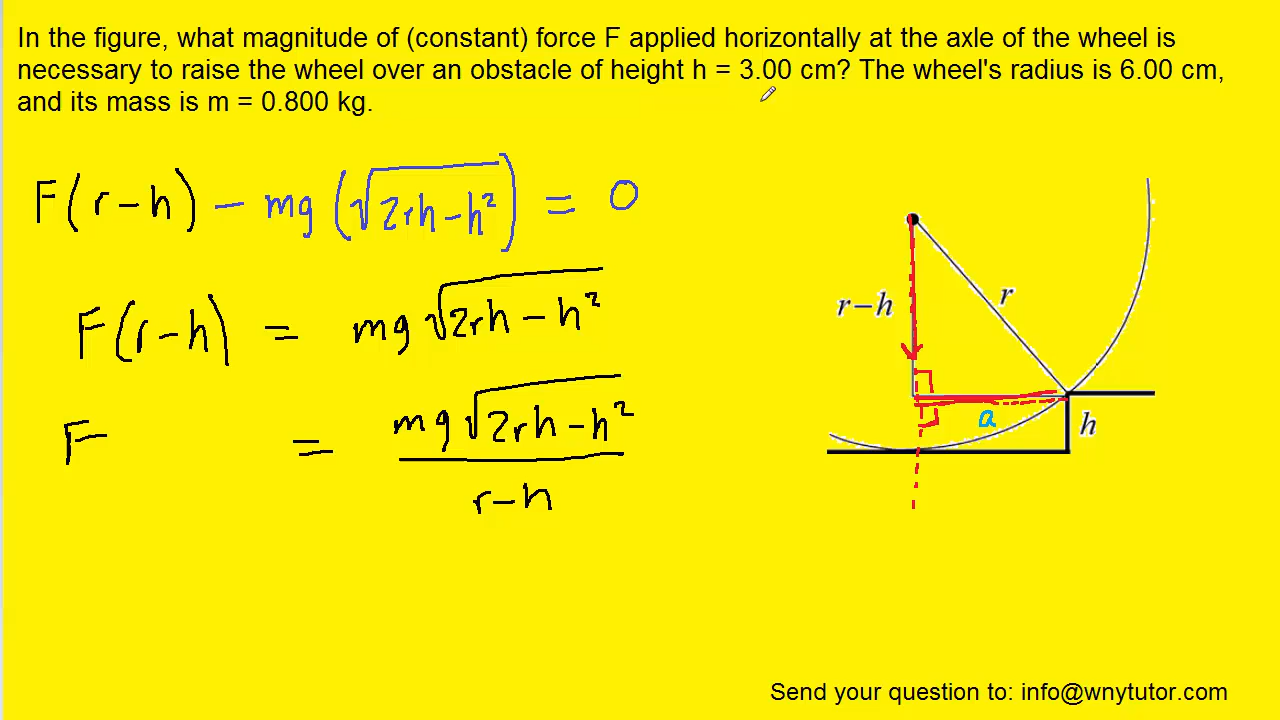 In the figure, what magnitude of (constant) force F applied horizontally at the axle of the wheel is
necessary to raise the wheel over an obstacle of height h = 3.00 cm? The wheel's radius is 6.00 cm,
and its mass is m = 0.800 kg.
F(r-h) - mg(√(2rh-h²)) = 0
F(r-h) = mg√(2rh-h²)
F = mg√(2rh-h²)
r-h
r-h
r
a
h
Send your question to: info@wnytutor.com